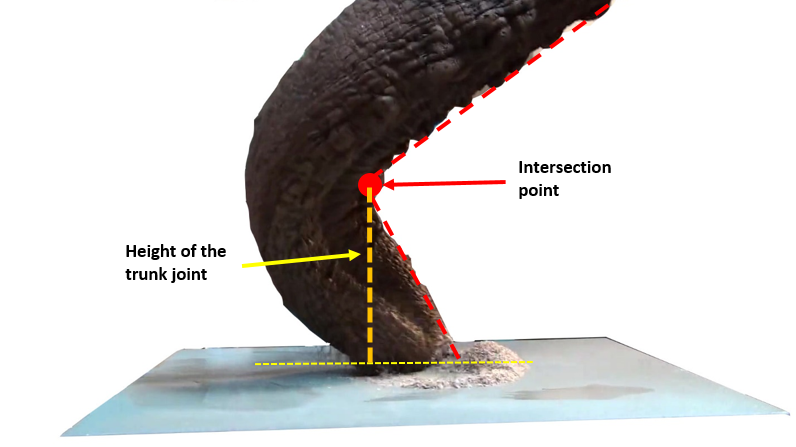 Intersection
point
Height of the
trunk joint